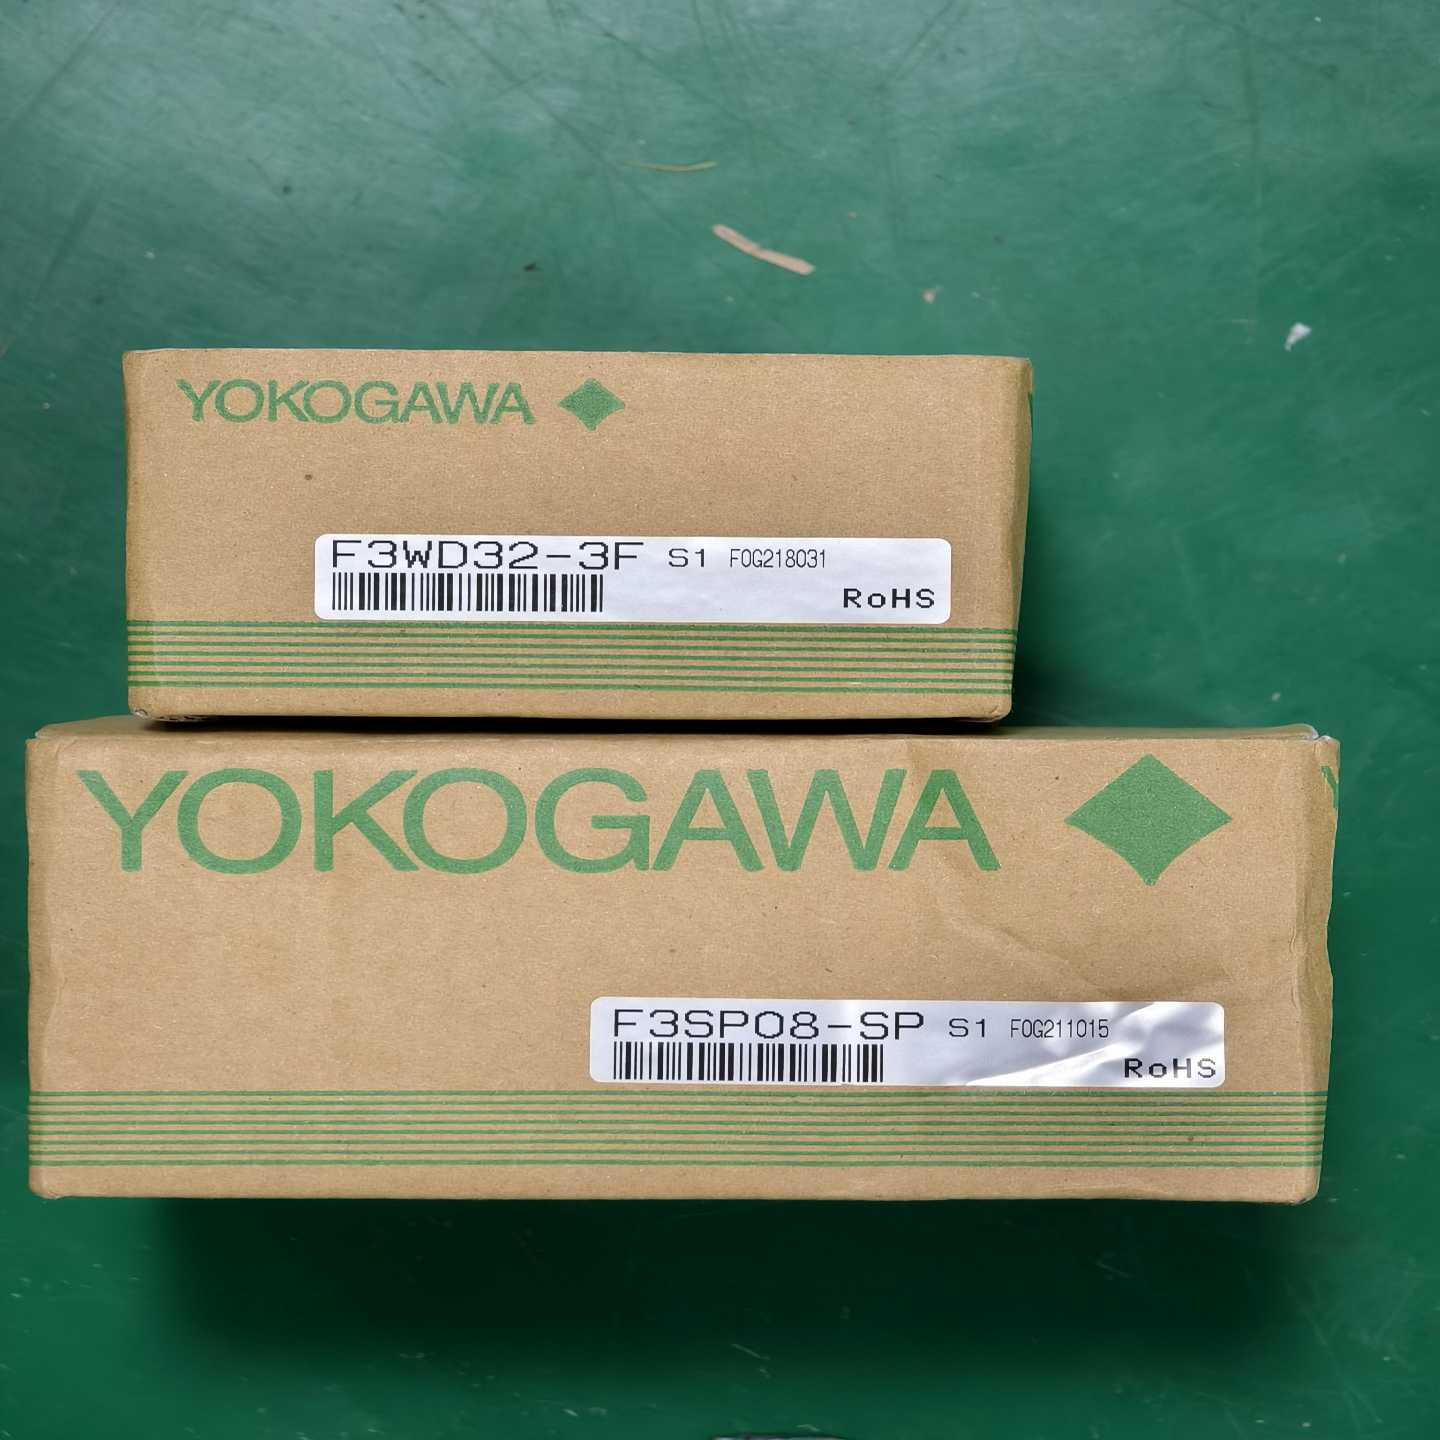 YOKOGAWA
F3WD32-3F S1 F0G218031
RoHS
YOKOGAWA
F3SP08-SP S1 F0G211015
RoHS